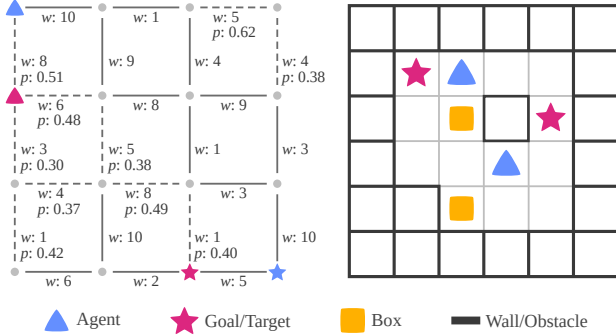 w: 10
w: 1
w: 5
p: 0.62
w: 8
p: 0.51
w: 9
w: 4
w: 4
p: 0.38
w: 6
p: 0.48
w: 8
w: 9
w: 3
p: 0.30
w: 5
p: 0.38
w: 1
w: 3
w: 4
p: 0.37
w: 8
p: 0.49
w: 3
w: 1
p: 0.42
w: 10
w: 1
p: 0.40
w: 10
w: 6
w: 2
w: 5
Agent
Goal/Target
Box
Wall/Obstacle